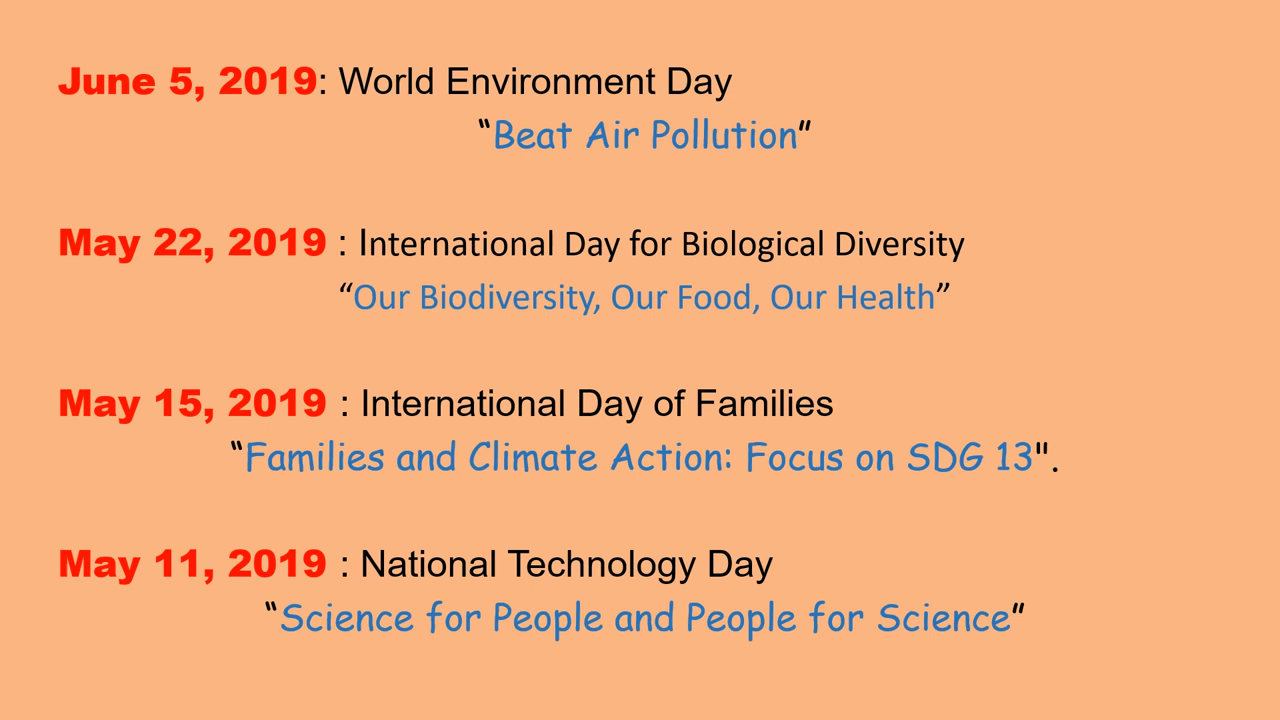 June 5, 2019: World Environment Day
“Beat Air Pollution”
May 22, 2019 : International Day for Biological Diversity
“Our Biodiversity, Our Food, Our Health”
May 15, 2019 : International Day of Families
“Families and Climate Action: Focus on SDG 13".
May 11, 2019 : National Technology Day
“Science for People and People for Science”